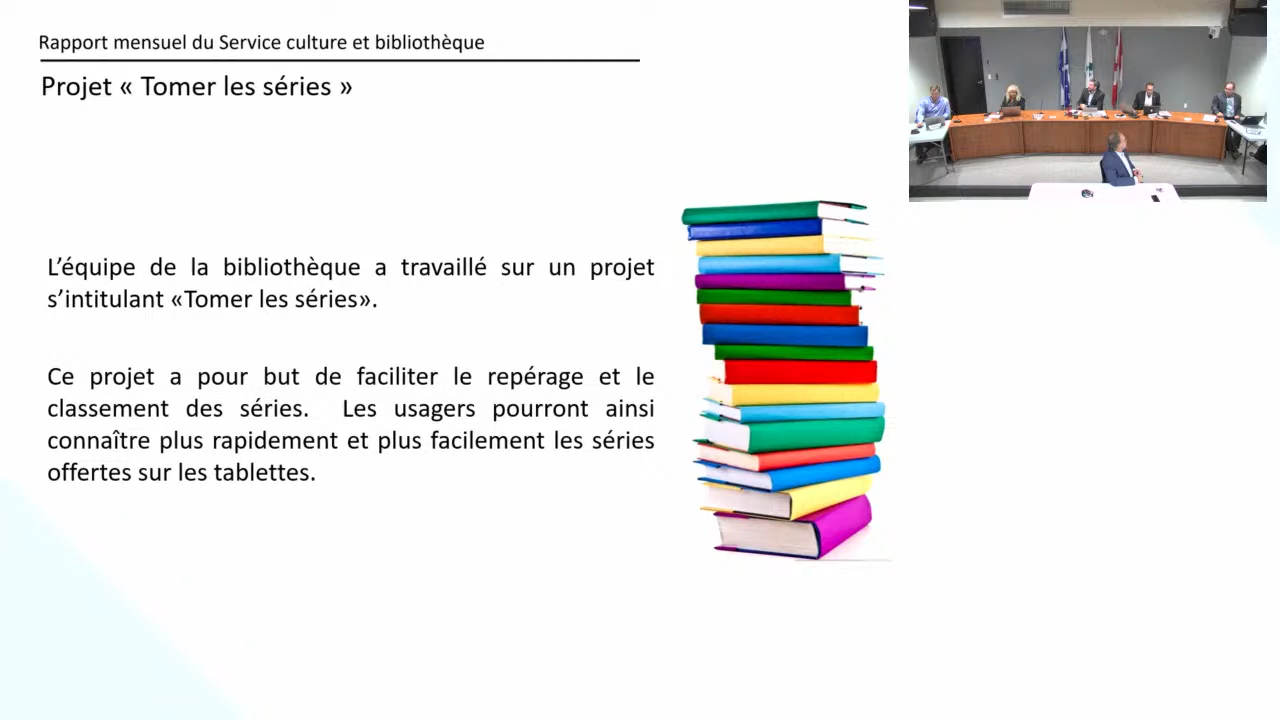 Rapport mensuel du Service culture et bibliothèque
Projet « Tomer les séries »
L’équipe de la bibliothèque a travaillé sur un projet
s’intitulant «Tomer les séries».
Ce projet a pour but de faciliter le repérage et le
classement des séries. Les usagers pourront ainsi
connaître plus rapidement et plus facilement les séries
offertes sur les tablettes.